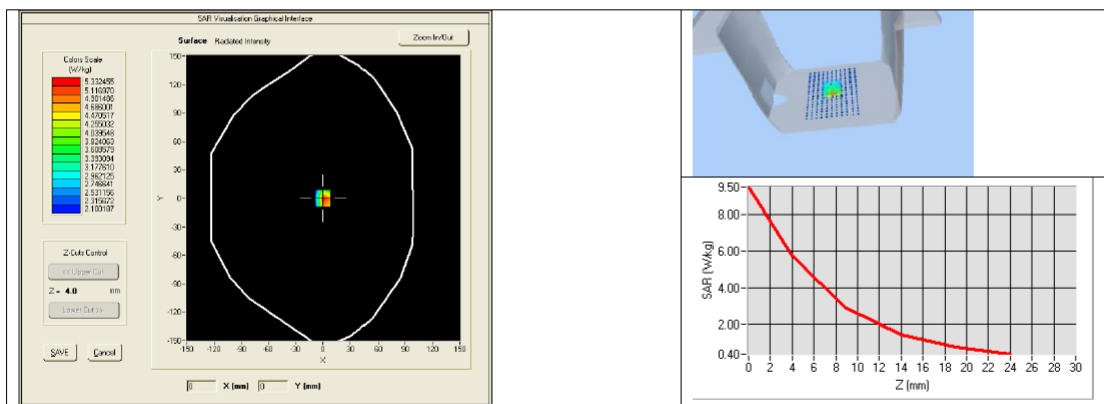 SAR Visualisation Graphical Interface
Surface Radiated Intensity
Zoom In/Out
Colors Scale
(W/kg)
5.332455
5.116970
4.901486
4.686001
4.470517
4.255032
4.039548
3.824063
3.608579
3.393094
3.177610
2.962125
2.746641
2.531156
2.315672
2.100187
150
120
90
60
30
0
-30
-60
-90
-120
-150
Y
-150 -120 -90 -60 -30 0 30 60 90 120 150
X
Z-Cuts Control
<< Upper Cut
Z = 4.0 mm
Lower Cut >>
SAVE Cancel
0 X (mm) 0 Y (mm)
9.50
8.00
6.00
4.00
2.00
0.40
SAR (W/kg)
0 2 4 6 8 10 12 14 16 18 20 22 24 26 28 30
Z (mm)